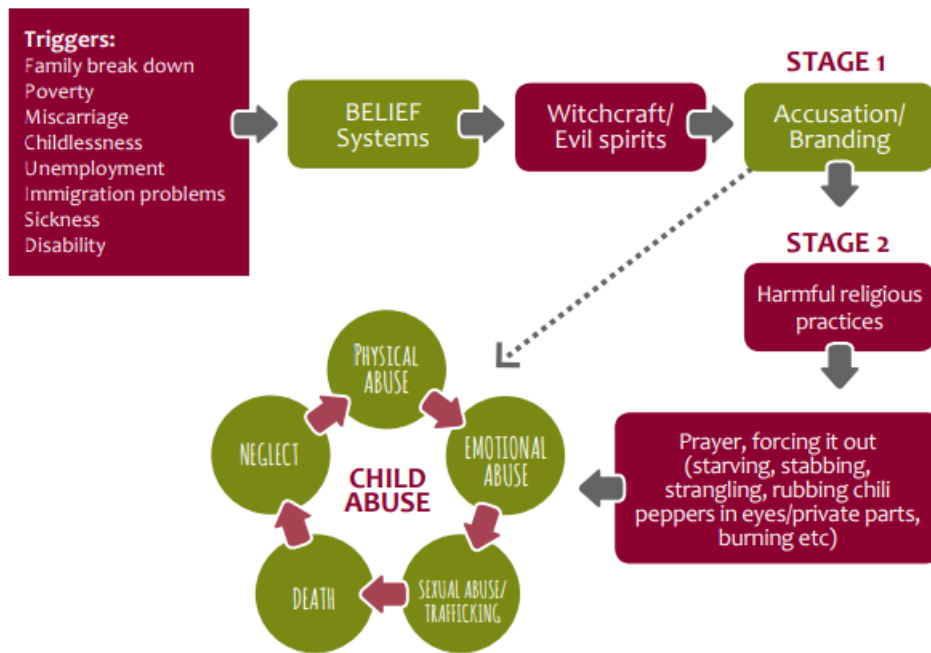 Triggers:
Family break down
Poverty
Miscarriage
Childlessness
Unemployment
Immigration problems
Sickness
Disability
BELIEF
Systems
Witchcraft/
Evil spirits
STAGE 1
Accusation/
Branding
STAGE 2
Harmful religious
practices
Prayer, forcing it out
(starving, stabbing,
strangling, rubbing chili
peppers in eyes/private parts,
burning etc)
PHYSICAL
ABUSE
EMOTIONAL
ABUSE
SEXUAL ABUSE/
TRAFFICKING
DEATH
NEGLECT
CHILD
ABUSE